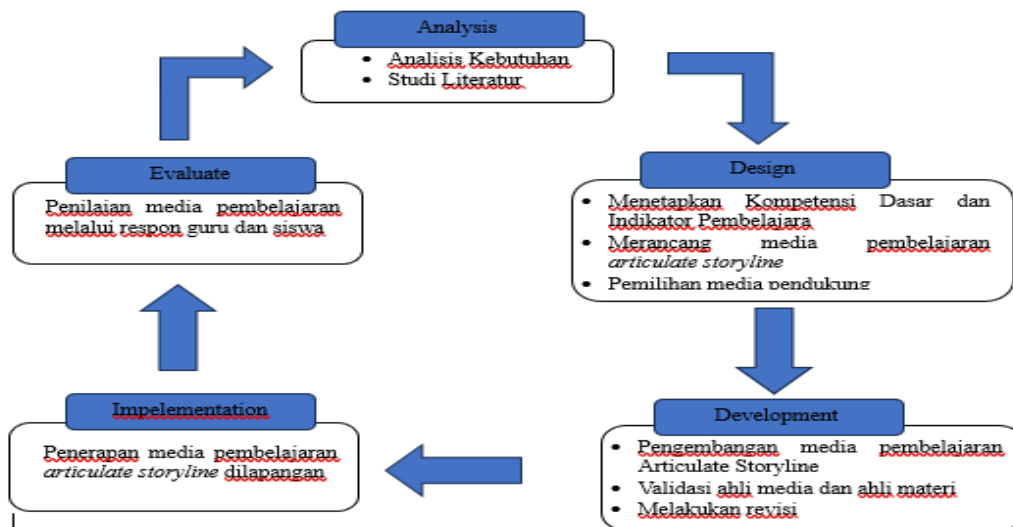 Analysis
• Analisis Kebutuhan
• Studi Literatur
Design
• Menetapkan Kompetensi Dasar dan
Indikator Pembelajara
• Merancang media pembelajaran
articulate storyline
• Pemilihan media pendukung
Development
• Pengembangan media pembelajaran
Articulate Storyline
• Validasi ahli media dan ahli materi
• Melakukan revisi
Impelementation
Penerapan media pembelajaran
articulate storyline dilapangan
Evaluate
Penilaian media pembelajaran
melalui respon guru dan siswa